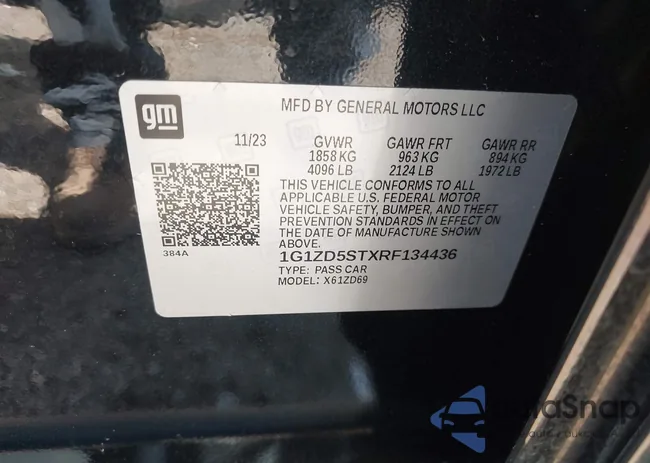 gm
MFD BY GENERAL MOTORS LLC
11/23 GVWR GAWR FRT GAWR RR
1858 KG 963 KG 894 KG
4096 LB 2124 LB 1972 LB
THIS VEHICLE CONFORMS TO ALL
APPLICABLE U.S. FEDERAL MOTOR
VEHICLE SAFETY, BUMPER, AND THEFT
PREVENTION STANDARDS IN EFFECT ON
THE DATE OF MANUFACTURE SHOWN
ABOVE.
384A
1G1ZD5STXRF134436
TYPE: PASS CAR
MODEL: X61ZD69
AutoSnap